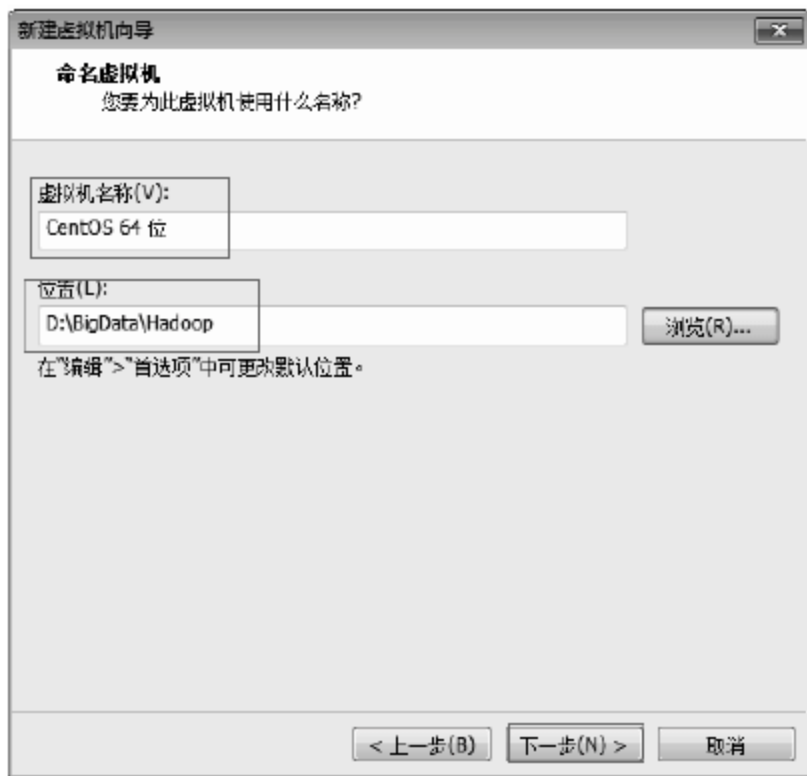 新建虚拟机向导
命名虚拟机
您要为此虚拟机使用什么名称?
虚拟机名称(V):
CentOS 64 位
位置(L):
D:\BigData\Hadoop
浏览(R)...
在"编辑">"首选项"中可更改默认位置。
< 上一步(B)
下一步(N) >
取消